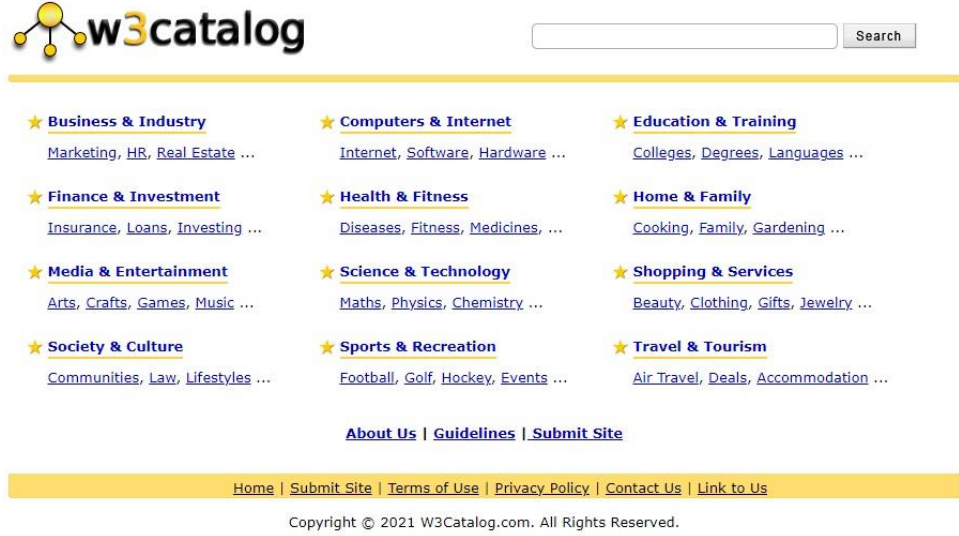 w3catalog
Search
Business & Industry
Marketing, HR, Real Estate ...
Computers & Internet
Internet, Software, Hardware ...
Education & Training
Colleges, Degrees, Languages ...
Finance & Investment
Insurance, Loans, Investing ...
Health & Fitness
Diseases, Fitness, Medicines, ...
Home & Family
Cooking, Family, Gardening ...
Media & Entertainment
Arts, Crafts, Games, Music ...
Science & Technology
Maths, Physics, Chemistry ...
Shopping & Services
Beauty, Clothing, Gifts, Jewelry ...
Society & Culture
Communities, Law, Lifestyles ...
Sports & Recreation
Football, Golf, Hockey, Events ...
Travel & Tourism
Air Travel, Deals, Accommodation ...
About Us | Guidelines | Submit Site
Home | Submit Site | Terms of Use | Privacy Policy | Contact Us | Link to Us
Copyright © 2021 W3Catalog.com. All Rights Reserved.